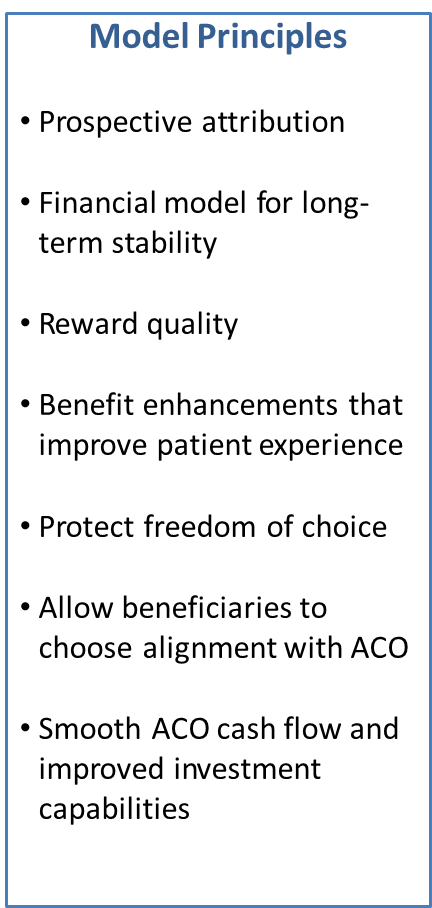 Model Principles
• Prospective attribution
• Financial model for long-
term stability
• Reward quality
• Benefit enhancements that
improve patient experience
• Protect freedom of choice
• Allow beneficiaries to
choose alignment with ACO
• Smooth ACO cash flow and
improved investment
capabilities